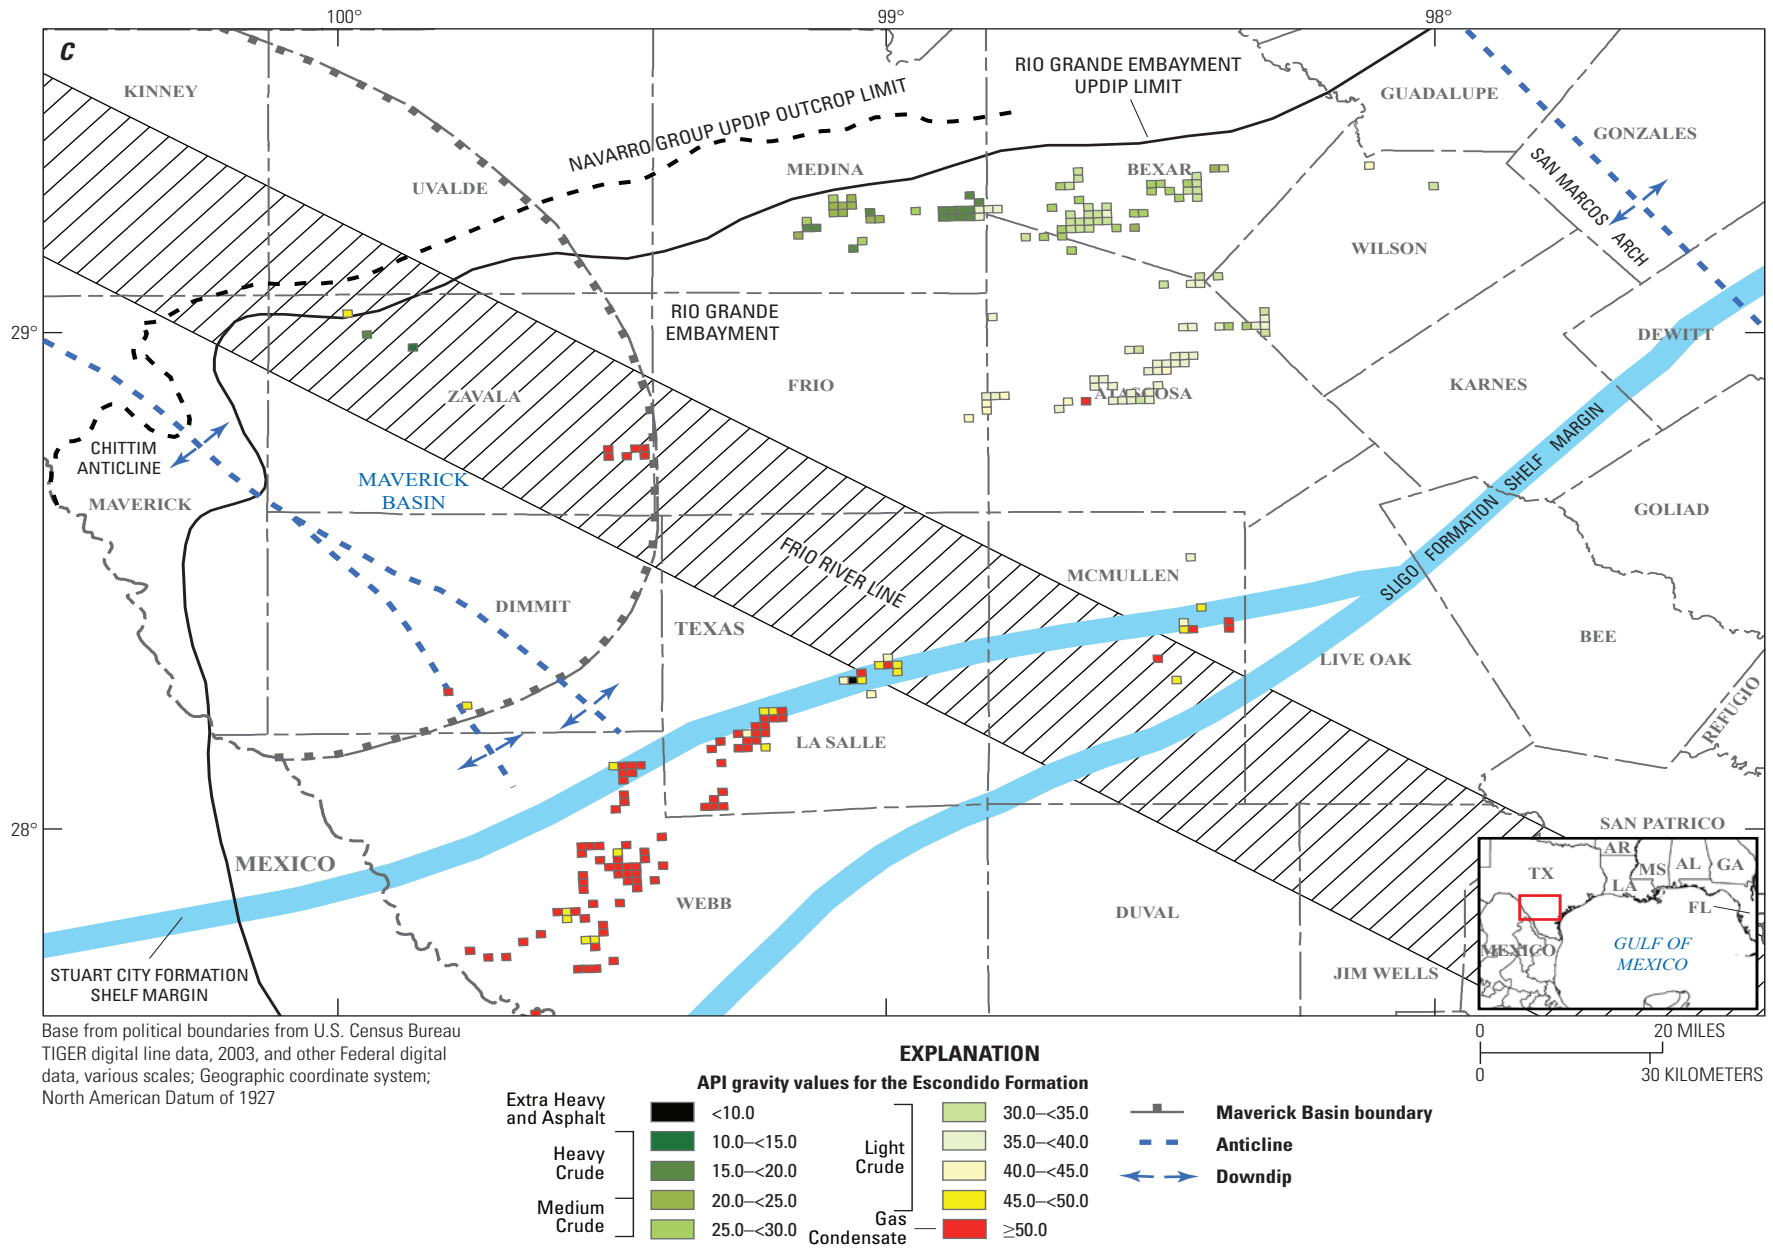 100°
99°
98°
C
KINNEY
NAVARRO GROUP UPDIP OUTCROP LIMIT
RIO GRANDE EMBAYMENT
UPDIP LIMIT
GUADALUPE
GONZALES
UVALDE
MEDINA
BEXAR
SAN MARCOS ARCH
WILSON
RIO GRANDE
EMBAYMENT
29°
DEWITT
ZAVALA
FRIO
ATASCOSA
KARNES
CHITTIM
ANTICLINE
MAVERICK
MAVERICK
BASIN
SLIGO FORMATION SHELF MARGIN
GOLIAD
FRIO RIVER LINE
MCMULLEN
DIMMIT
TEXAS
BEE
LIVE OAK
REFUGIO
LA SALLE
28°
MEXICO
SAN PATRICO
WEBB
DUVAL
JIM WELLS
STUART CITY FORMATION
SHELF MARGIN
TX
AR
LA
MS
AL
GA
FL
MEXICO
GULF OF
MEXICO
Base from political boundaries from U.S. Census Bureau
TIGER digital line data, 2003, and other Federal digital
data, various scales; Geographic coordinate system;
North American Datum of 1927
0 20 MILES
0 30 KILOMETERS
EXPLANATION
API gravity values for the Escondido Formation
Extra Heavy
and Asphalt
<10.0
Heavy
Crude
10.0–<15.0
15.0–<20.0
Medium
Crude
20.0–<25.0
25.0–<30.0
Light
Crude
30.0–<35.0
35.0–<40.0
40.0–<45.0
45.0–<50.0
Gas
Condensate
≥50.0
Maverick Basin boundary
Anticline
Downdip